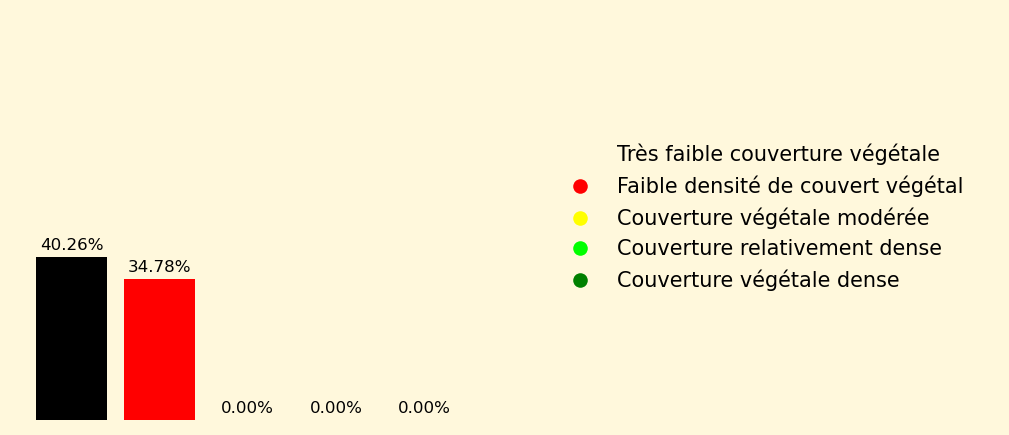 40.26%
34.78%
0.00%
0.00%
0.00%
Très faible couverture végétale
Faible densité de couvert végétal
Couverture végétale modérée
Couverture relativement dense
Couverture végétale dense